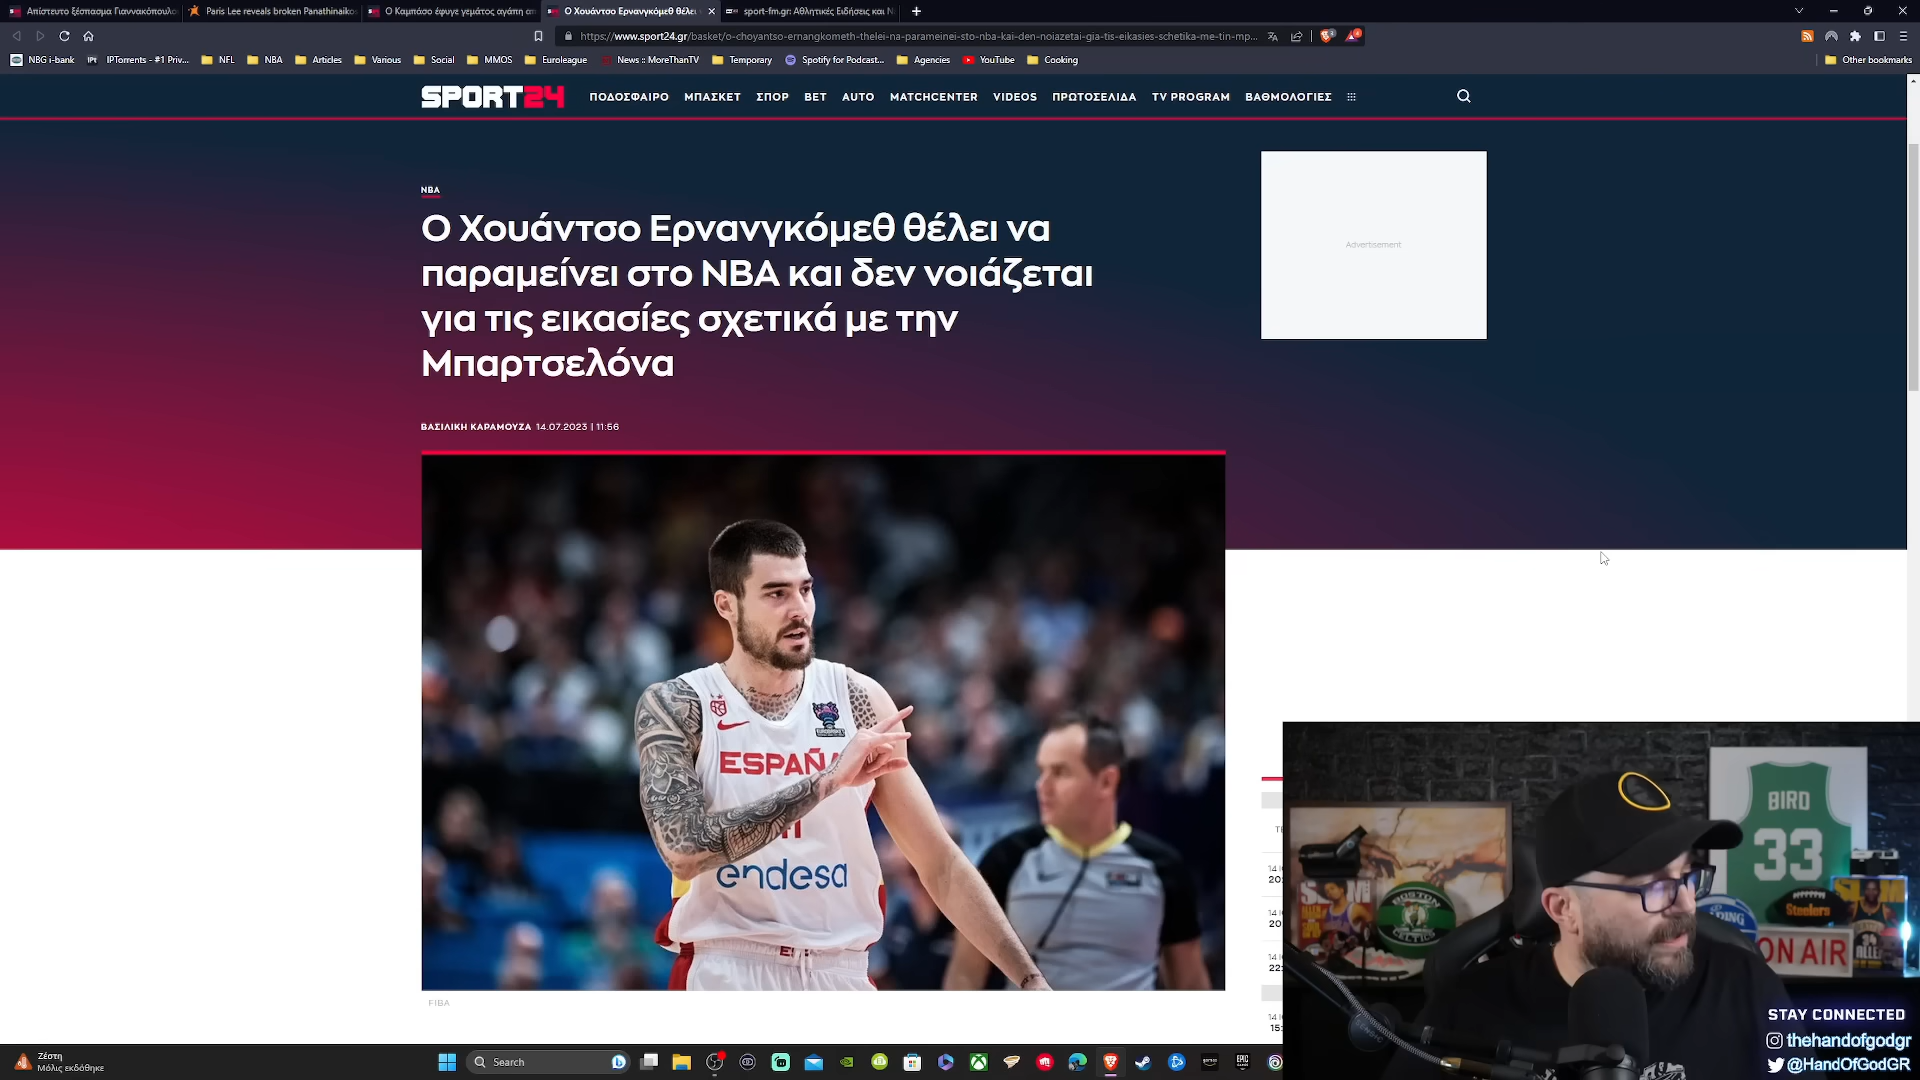 Απίστευτο ξέσπασμα Γιαννακόπουλο
Paris Lee reveals broken Panathinaiko
Ο Καμπάσο έφυγε γεμάτος αγάπη απ
Ο Χουάντσο Ερνανγκόμεθ θέλει
sport-fm.gr: Αθλητικές Ειδήσεις και Ν
https://www.sport24.gr/basket/o-choyantso-ernangkometh-thelei-na-parameinei-sto-nba-kai-den-noiazetai-gia-tis-eikasies-schetika-me-tin-mp...
NBG i-bank
IPTorrents - #1 Priv...
NFL
NBA
Articles
Various
Social
MMOS
Euroleague
News :: MoreThanTV
Temporary
Spotify for Podcast...
Agencies
YouTube
Cooking
Other bookmarks
SPORT24
ΠΟΔΟΣΦΑΙΡΟ ΜΠΑΣΚΕΤ ΣΠΟΡ BET AUTO MATCHCENTER VIDEOS ΠΡΩΤΟΣΕΛΙΔΑ TV PROGRAM ΒΑΘΜΟΛΟΓΙΕΣ
NBA
Ο Χουάντσο Ερνανγκόμεθ θέλει να
παραμείνει στο NBA και δεν νοιάζεται
για τις εικασίες σχετικά με την
Μπαρτσελόνα
Advertisement
ΒΑΣΙΛΙΚΗ ΚΑΡΑΜΟΥΖΑ 14.07.2023 | 11:56
ESPAÑA
endesa
FIBA
BIRD
33
SLAM
BOSTON
CELTICS
Steelers
ON AIR
STAY CONNECTED
thehandofgodgr
@HandOfGodGR
Ζέστη
Μόλις εκδόθηκε
Search